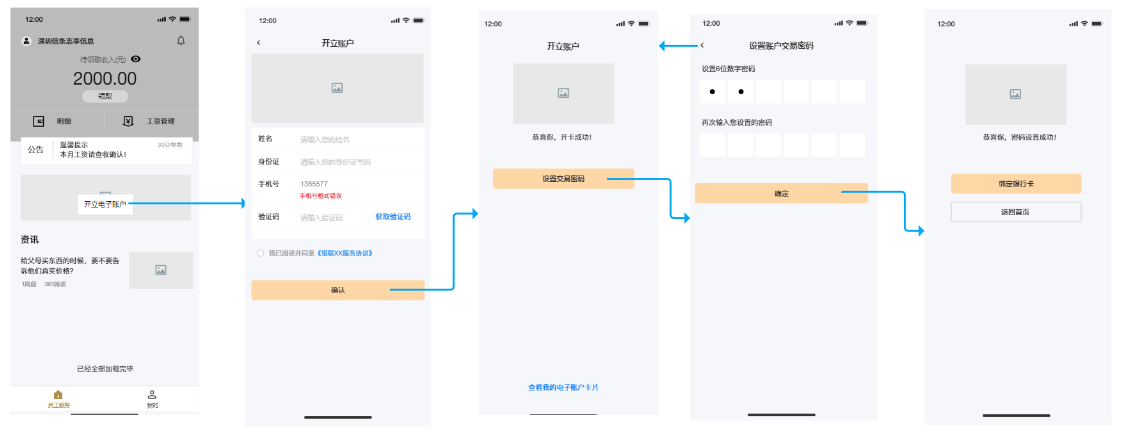 12:00
深圳信条志享信息
待领取收入(元)
2000.00
领取
明细
工资管理
公告
温馨提示
30分钟前
本月工资请查收确认!
开立电子账户
资讯
给父母买东西的时候，要不要告
诉他们真实价格?
1周前 361阅读
已经全部加载完毕
员工服务
我的
12:00
开立账户
姓名
请输入您的姓名
身份证
请输入您的身份证号码
手机号
1365577
手机号格式错误
验证码
请输入验证码
获取验证码
我已阅读并同意《银联XX服务协议》
确认
12:00
开立账户
恭喜你，开卡成功!
设置交易密码
查看我的电子账户卡片
12:00
设置账户交易密码
设置6位数字密码
再次输入您设置的密码
确定
12:00
恭喜你，密码设置成功!
绑定银行卡
返回首页